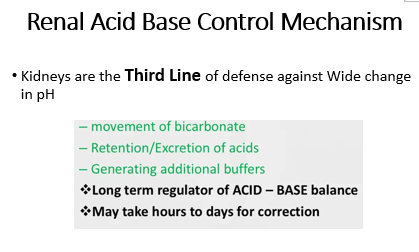 Renal Acid Base Control Mechanism
• Kidneys are the Third Line of defense against Wide change
in pH
– movement of bicarbonate
– Retention/Excretion of acids
– Generating additional buffers
❖Long term regulator of ACID – BASE balance
❖May take hours to days for correction